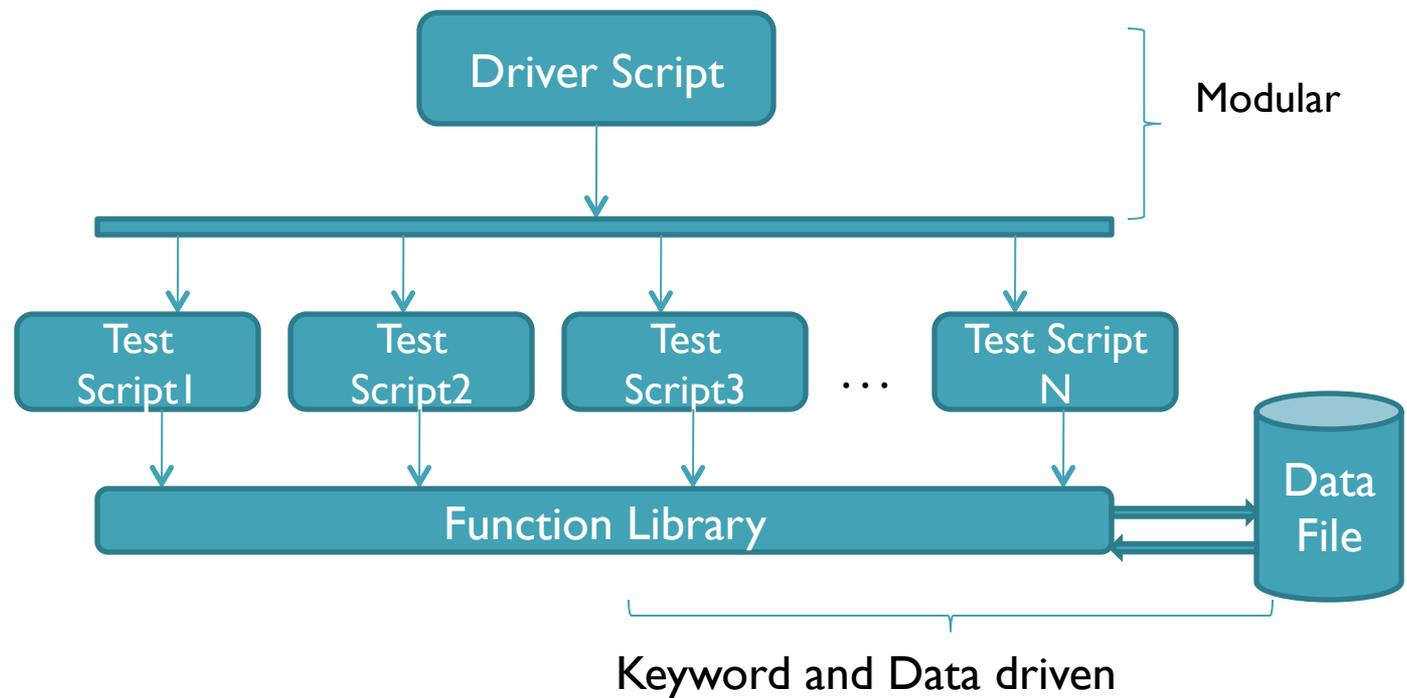 Driver Script
Modular
Test
Script1
Test
Script2
Test
Script3
...
Test Script
N
Data
File
Function Library
Keyword and Data driven